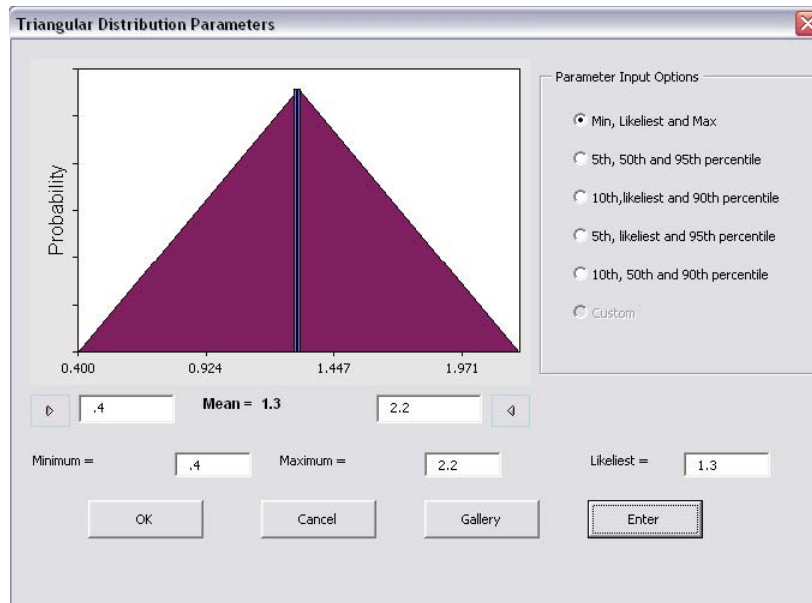 Triangular Distribution Parameters
Probability
0.400 0.924 1.447 1.971
.4 Mean = 1.3 2.2
Minimum = .4 Maximum = 2.2 Likeliest = 1.3
OK Cancel Gallery Enter
Parameter Input Options
Min, Likeliest and Max
5th, 50th and 95th percentile
10th,likeliest and 90th percentile
5th, likeliest and 95th percentile
10th, 50th and 90th percentile
Custom